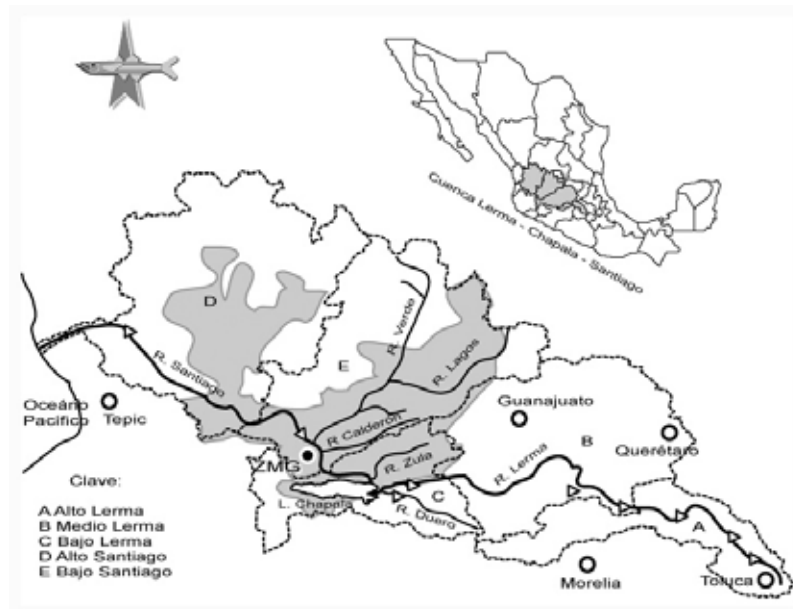 Cuenca Lerma - Chapala - Santiago
D
R. Santiago
E
R. Verde
R. Lagos
Océano
Pacífico
Tepic
Guanajuato
B
Querétaro
R Calderón
ZMG
R. Zula
R. Lerma
C
L. Chapala
R. Duero
A
Morelia
Toluca
Clave:
A Alto Lerma
B Medio Lerma
C Bajo Lerma
D Alto Santiago
E Bajo Santiago